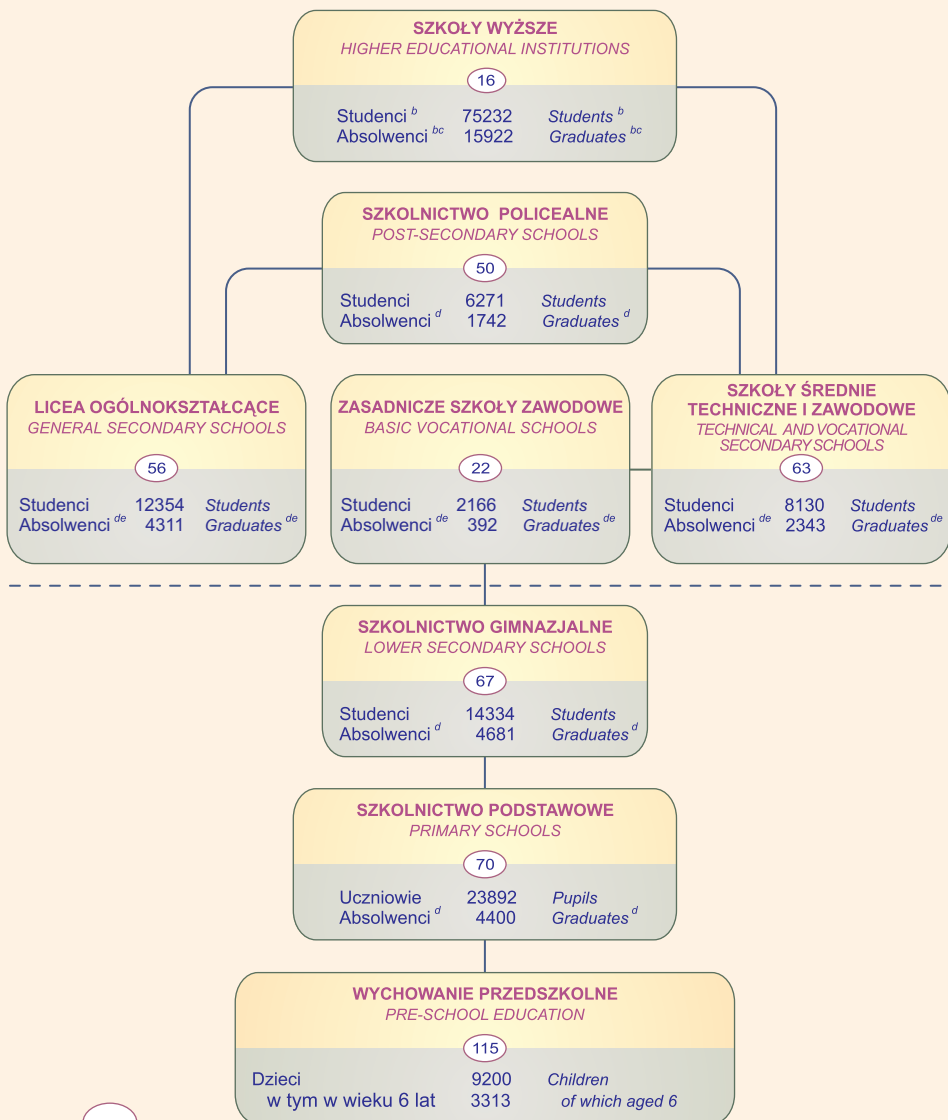 SZKOŁY WYŻSZE
HIGHER EDUCATIONAL INSTITUTIONS
16
Studenci b 75232 Students b
Absolwenci bc 15922 Graduates bc
SZKOLNICTWO POLICEALNE
POST-SECONDARY SCHOOLS
50
Studenci 6271 Students
Absolwenci d 1742 Graduates d
LICEA OGÓLNOKSZTAŁCĄCE
GENERAL SECONDARY SCHOOLS
56
Studenci 12354 Students
Absolwenci de 4311 Graduates de
ZASADNICZE SZKOŁY ZAWODOWE
BASIC VOCATIONAL SCHOOLS
22
Studenci 2166 Students
Absolwenci de 392 Graduates de
SZKOŁY ŚREDNIE
TECHNICZNE I ZAWODOWE
TECHNICAL AND VOCATIONAL
SECONDARY SCHOOLS
63
Studenci 8130 Students
Absolwenci de 2343 Graduates de
SZKOLNICTWO GIMNAZJALNE
LOWER SECONDARY SCHOOLS
67
Studenci 14334 Students
Absolwenci d 4681 Graduates d
SZKOLNICTWO PODSTAWOWE
PRIMARY SCHOOLS
70
Uczniowie 23892 Pupils
Absolwenci d 4400 Graduates d
WYCHOWANIE PRZEDSZKOLNE
PRE-SCHOOL EDUCATION
115
Dzieci 9200 Children
w tym w wieku 6 lat 3313 of which aged 6